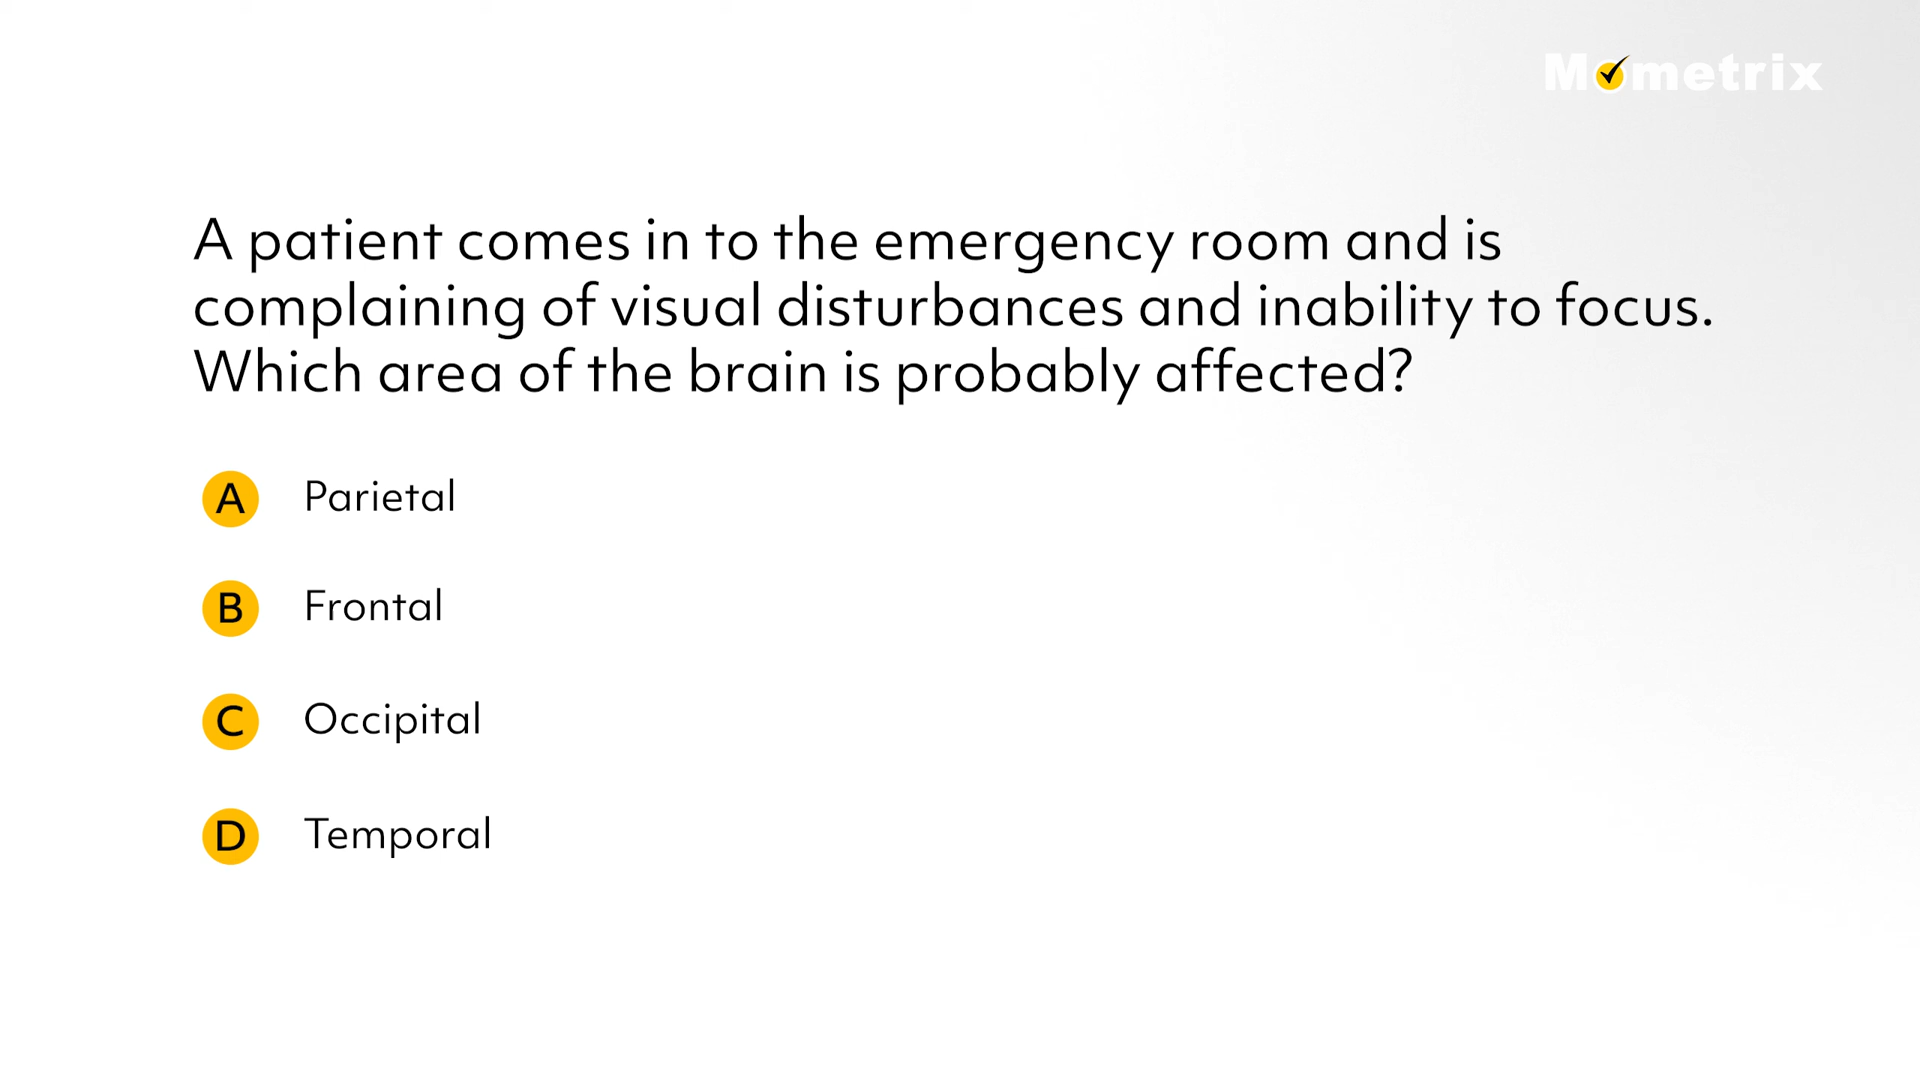 Mometrix
A patient comes in to the emergency room and is
complaining of visual disturbances and inability to focus.
Which area of the brain is probably affected?
A Parietal
B Frontal
C Occipital
D Temporal